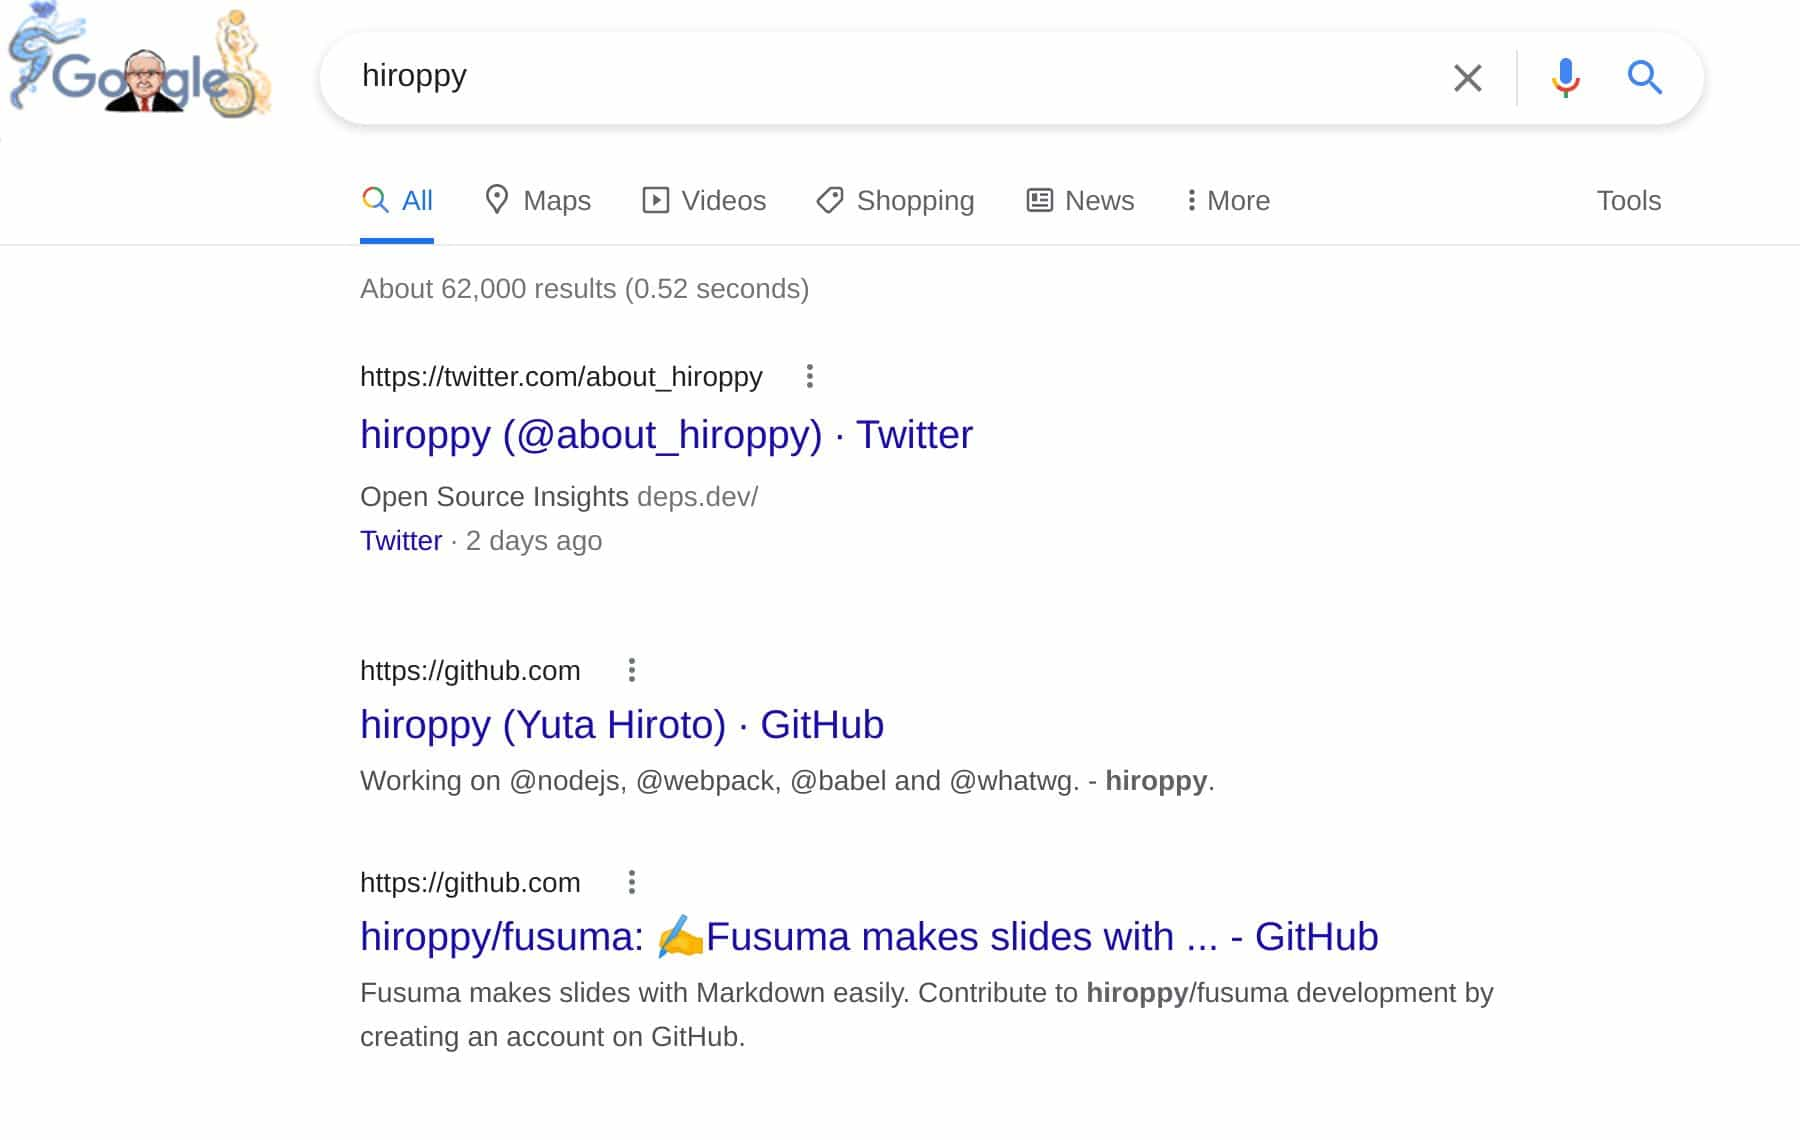 Google
hiroppy
All Maps Videos Shopping News More Tools
About 62,000 results (0.52 seconds)
https://twitter.com/about_hiroppy
hiroppy (@about_hiroppy) · Twitter
Open Source Insights deps.dev/
Twitter · 2 days ago
https://github.com
hiroppy (Yuta Hiroto) · GitHub
Working on @nodejs, @webpack, @babel and @whatwg. - hiroppy.
https://github.com
hiroppy/fusuma: ✍️Fusuma makes slides with ... - GitHub
Fusuma makes slides with Markdown easily. Contribute to hiroppy/fusuma development by
creating an account on GitHub.